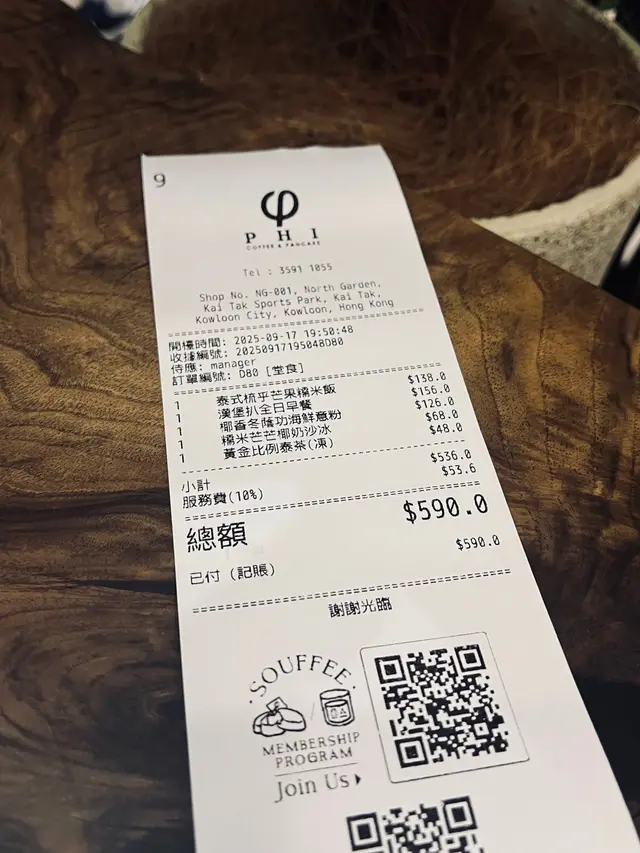 9
φ
PHI
COFFEE & PANCAKE
Tel : 3591 1055
Shop No. NG-001, North Garden,
Kai Tak Sports Park, Kai Tak,
Kowloon City, Kowloon, Hong Kong
開檯時間: 2025-09-17 19:50:48
收據編號: 20250917195048D80
侍應: manager
訂單編號: D80 [堂食]
1 泰式梳乎芒果糯米飯 $138.0
1 漢堡扒全日早餐 $156.0
1 椰香冬蔭功海鮮意粉 $126.0
1 糯米芒芒椰奶沙冰 $68.0
1 黃金比例泰茶(凍) $48.0
小計 $536.0
服務費(10%) $53.6
總額 $590.0
已付 (記賬) $590.0
謝謝光臨
SOUFFEE
MEMBERSHIP
PROGRAM
Join Us